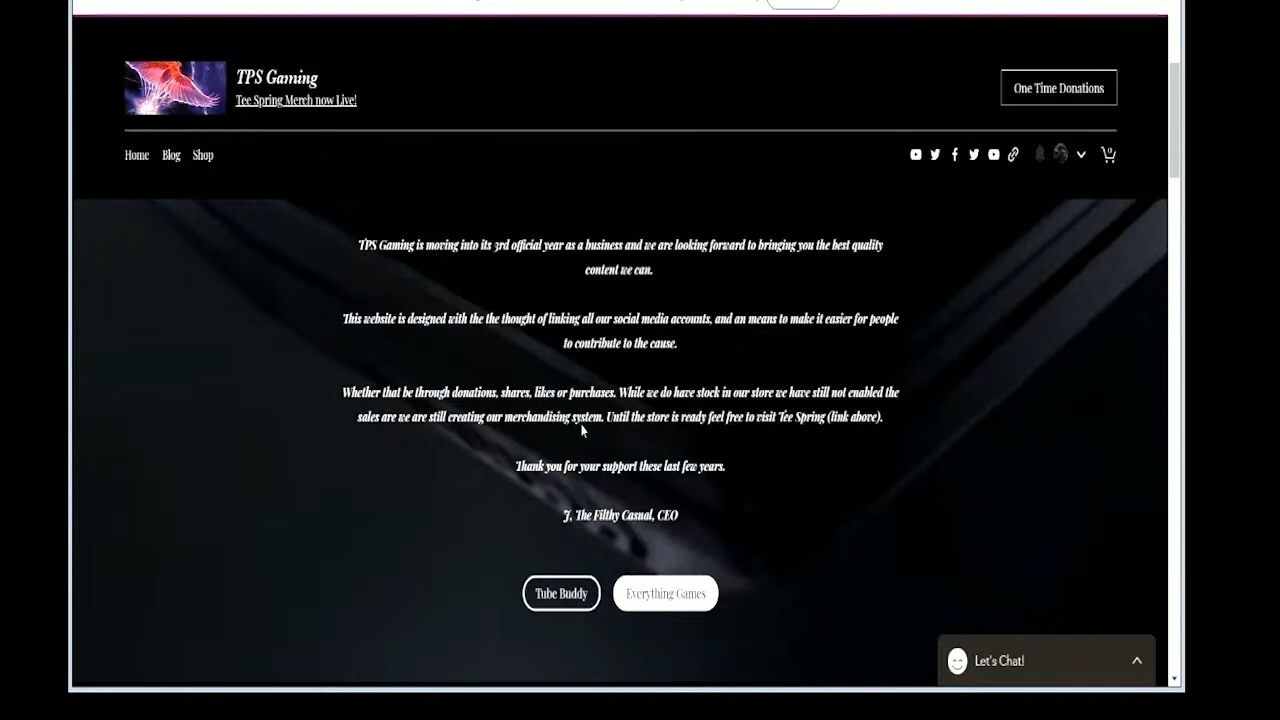 TPS Gaming
Tee Spring Merch now Live!
One Time Donations
Home Blog Shop
0
TPS Gaming is moving into its 3rd official year as a business and we are looking forward to bringing you the best quality
content we can.
This website is designed with the the thought of linking all our social media accounts, and an means to make it easier for people
to contribute to the cause.
Whether that be through donations, shares, likes or purchases. While we do have stock in our store we have still not enabled the
sales are we are still creating our merchandising system. Until the store is ready feel free to visit Tee Spring (link above).
Thank you for your support these last few years.
J, The Filthy Casual, CEO
Tube Buddy Everything Games
Let's Chat!